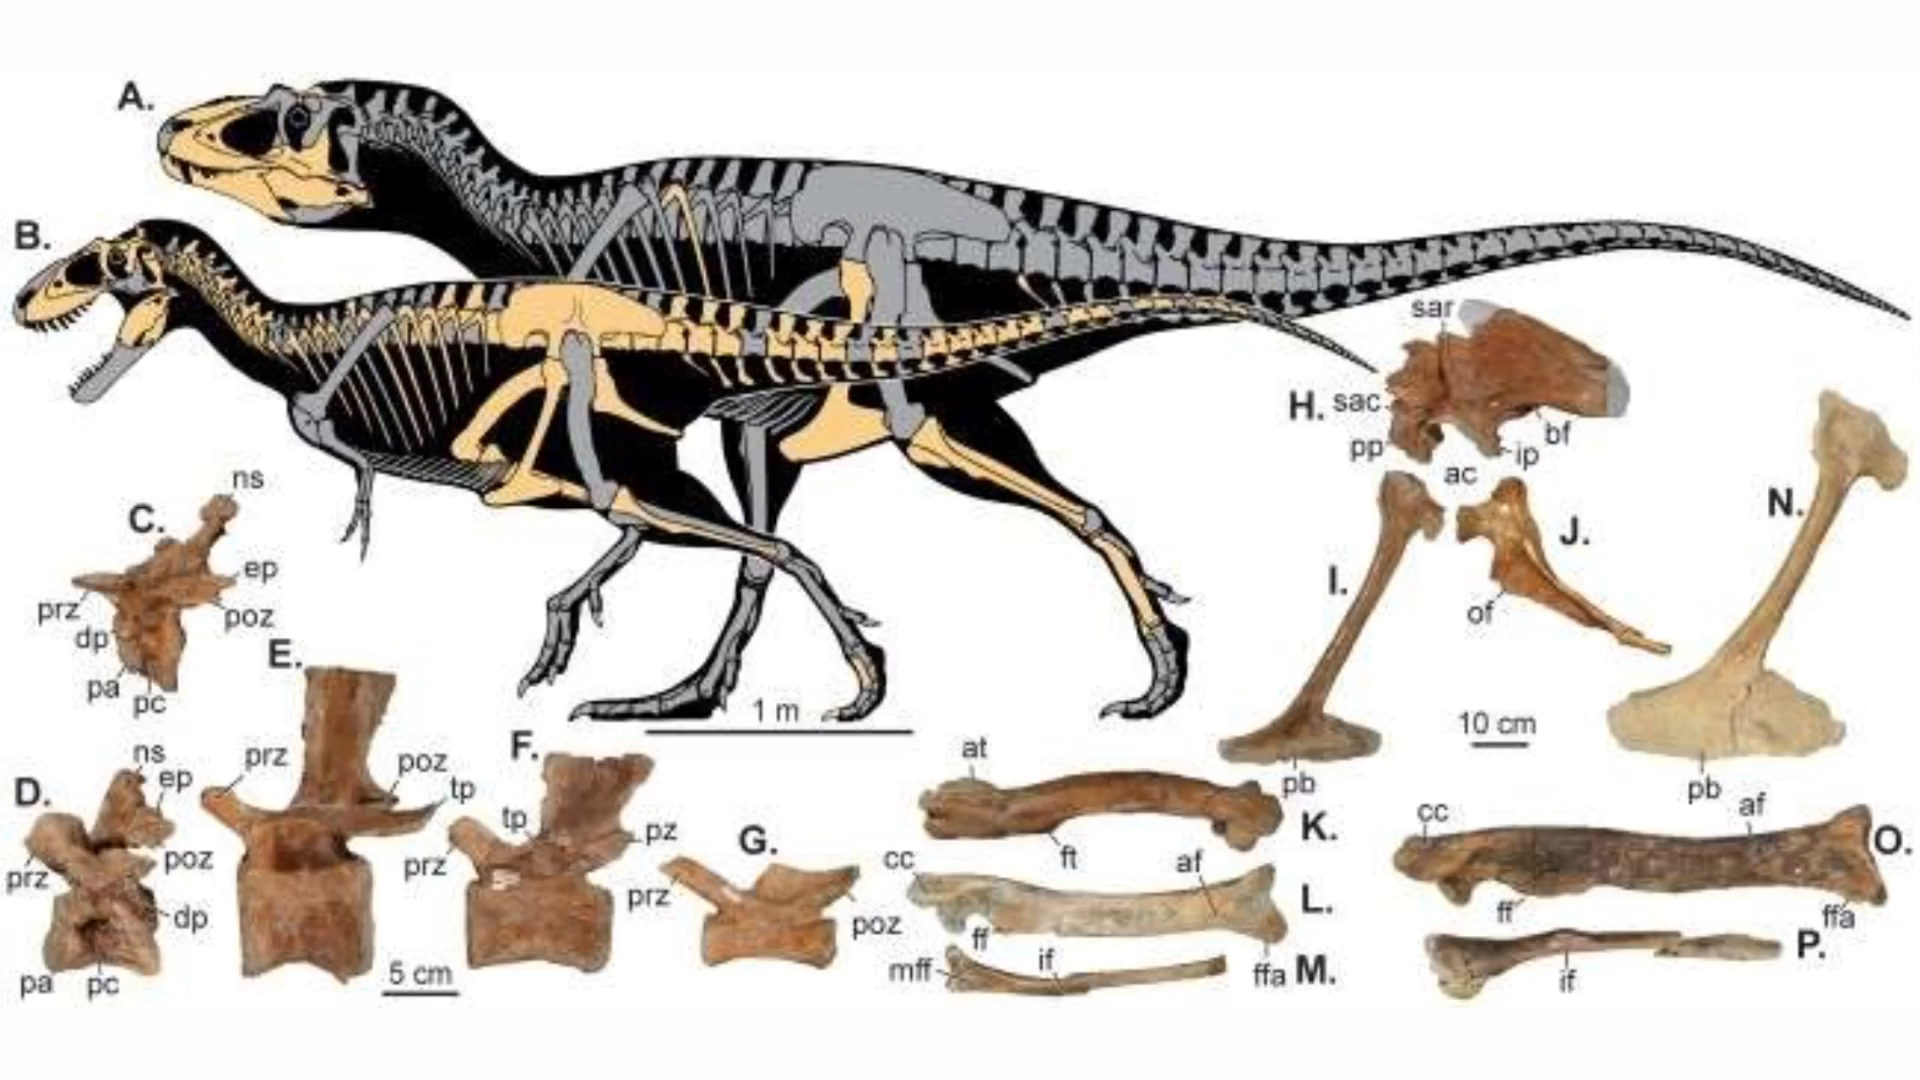 A.
B.
C.
ns
ep
prz
poz
dp
pa
pc
D.
ns
ep
prz
poz
dp
pa
pc
E.
prz
poz
tp
F.
tp
prz
pz
G.
prz
poz
5 cm
1 m
H.
sar
sac
pp
ac
ip
bf
I.
pb
J.
of
10 cm
N.
pb
at
ft
K.
cc
af
ff
ffa
L.
mff
if
M.
cc
af
ff
ffa
O.
if
P.